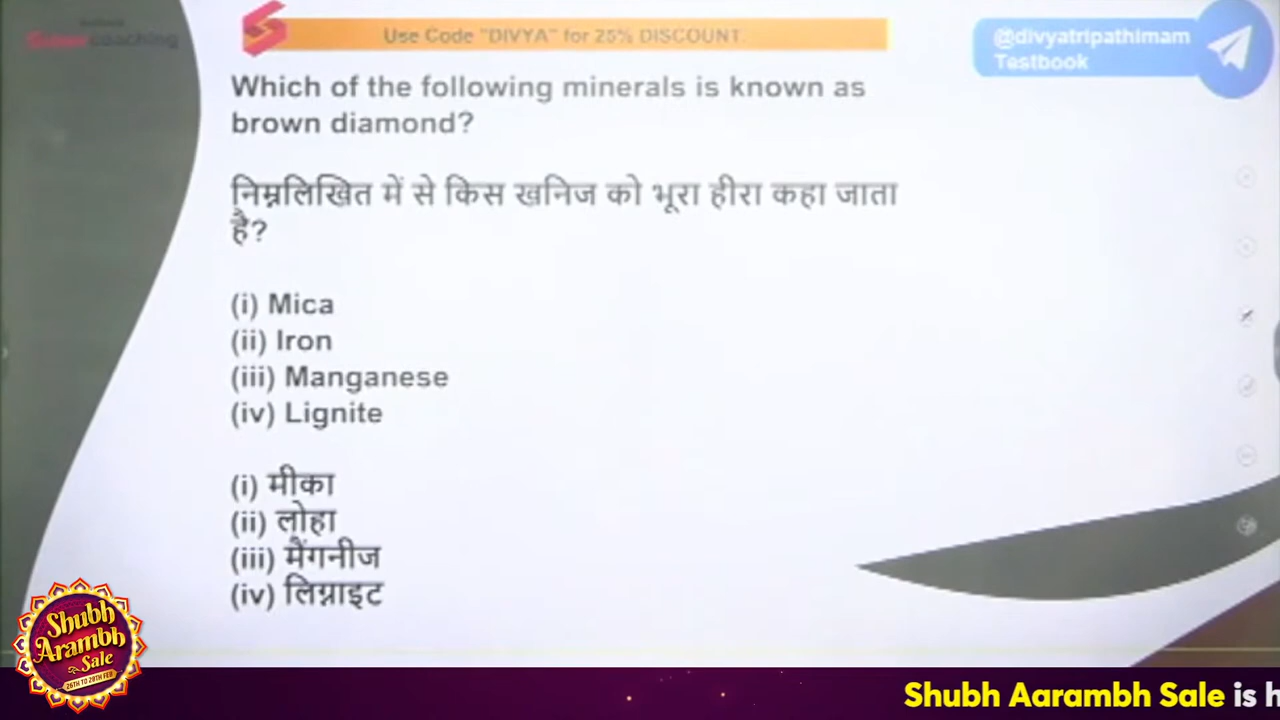 coaching
Use Code "DIVYA" for 25% DISCOUNT.
@divyatripathimam
Testbook
Which of the following minerals is known as
brown diamond?
निम्नलिखित में से किस खनिज को भूरा हीरा कहा जाता
है?
(i) Mica
(ii) Iron
(iii) Manganese
(iv) Lignite
(i) मीका
(ii) लोहा
(iii) मैंगनीज
(iv) लिग्नाइट
Shubh
Arambh
Sale
26TH TO 28TH FEB
Shubh Aarambh Sale is h